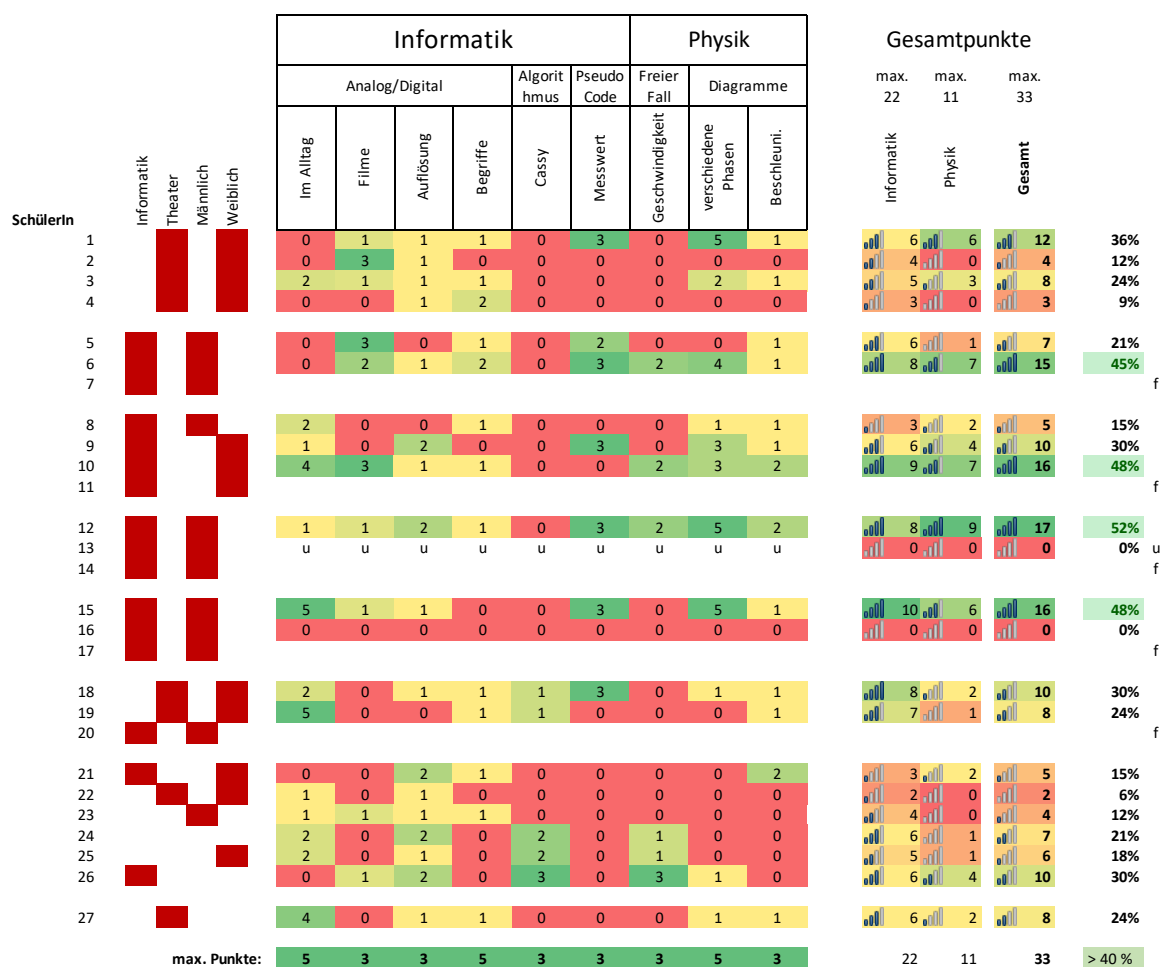 Informatik Physik Gesamtpunkte
Analog/Digital Algorit hmus Pseudo Code Freier Fall Diagramme max. 22 max. 11 max. 33
SchülerIn Informatik Theater Männlich Weiblich Im Alltag Filme Auflösung Begriffe Cassy Messwert Geschwindigkeit verschiedene Phasen Beschleuni. Informatik Physik Gesamt
1 0 1 1 1 0 3 0 5 1 6 6 12 36%
2 0 3 1 0 0 0 0 0 0 4 0 4 12%
3 2 1 1 1 0 0 0 2 1 5 3 8 24%
4 0 0 1 2 0 0 0 0 0 3 0 3 9%
5 0 3 0 1 0 2 0 0 1 6 1 7 21%
6 0 2 1 2 0 3 2 4 1 8 7 15 45%
7 f
8 2 0 0 1 0 0 0 1 1 3 2 5 15%
9 1 0 2 0 0 3 0 3 1 6 4 10 30%
10 4 3 1 1 0 0 2 3 2 9 7 16 48%
11 f
12 1 1 2 1 0 3 2 5 2 8 9 17 52%
13 u u u u u u u u u 0 0 0 0% u
14 f
15 5 1 1 0 0 3 0 5 1 10 6 16 48%
16 0 0 0 0 0 0 0 0 0 0 0 0 0%
17 f
18 2 0 1 1 1 3 0 1 1 8 2 10 30%
19 5 0 0 1 1 0 0 0 1 7 1 8 24%
20 f
21 0 0 2 1 0 0 0 0 2 3 2 5 15%
22 1 0 1 0 0 0 0 0 0 2 0 2 6%
23 1 1 1 1 0 0 0 0 0 4 0 4 12%
24 2 0 2 0 2 0 1 0 0 6 1 7 21%
25 2 0 1 0 2 0 1 0 0 5 1 6 18%
26 0 1 2 0 3 0 3 1 0 6 4 10 30%
27 4 0 1 1 0 0 0 1 1 6 2 8 24%
max. Punkte: 5 3 3 5 3 3 3 5 3 22 11 33 > 40 %